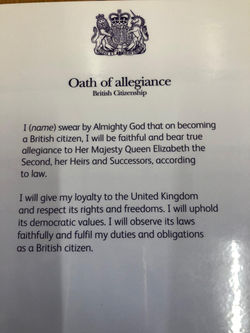 Oath of allegiance
British Citizenship
I (name) swear by Almighty God that on becoming
a British citizen, I will be faithful and bear true
allegiance to Her Majesty Queen Elizabeth the
Second, her Heirs and Successors, according
to law.
I will give my loyalty to the United Kingdom
and respect its rights and freedoms. I will uphold
its democratic values. I will observe its laws
faithfully and fulfil my duties and obligations
as a British citizen.